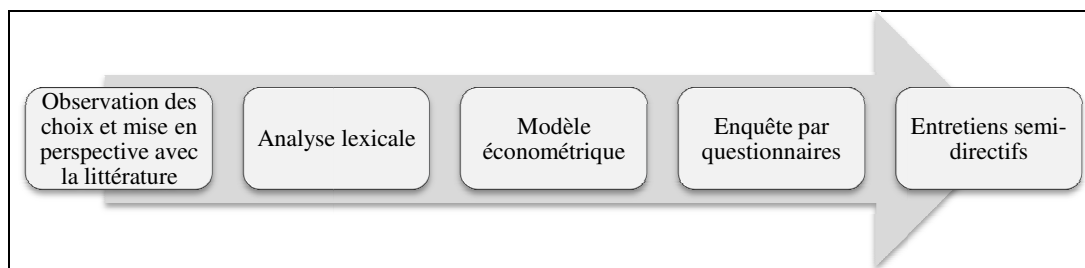 Observation des
choix et mise en
perspective avec
la littérature
Analyse lexicale
Modèle
économétrique
Enquête par
questionnaires
Entretiens semi-
directifs